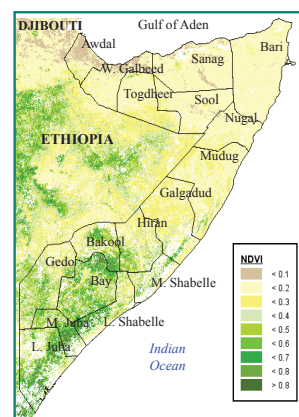 DJIBOUTI
Gulf of Aden
Awdal
Bari
Sanag
W. Galbeed
Togdheer
Sool
Nugal
ETHIOPIA
Mudug
Galgadud
Hiran
Bakool
Gedo
Bay
M. Shabelle
M. Juba
L. Shabelle
L. Juba
Indian
Ocean
NDVI
< 0.1
< 0.2
< 0.3
< 0.4
< 0.5
< 0.6
< 0.7
< 0.8
> 0.8